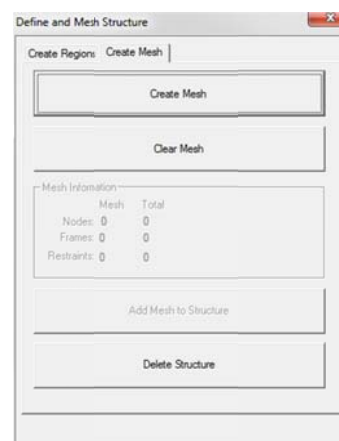 Define and Mesh Structure
Create Regions Create Mesh
Create Mesh
Clear Mesh
Mesh Infomation
Mesh Total
Nodes: 0 0
Frames: 0 0
Restraints: 0 0
Add Mesh to Structure
Delete Structure